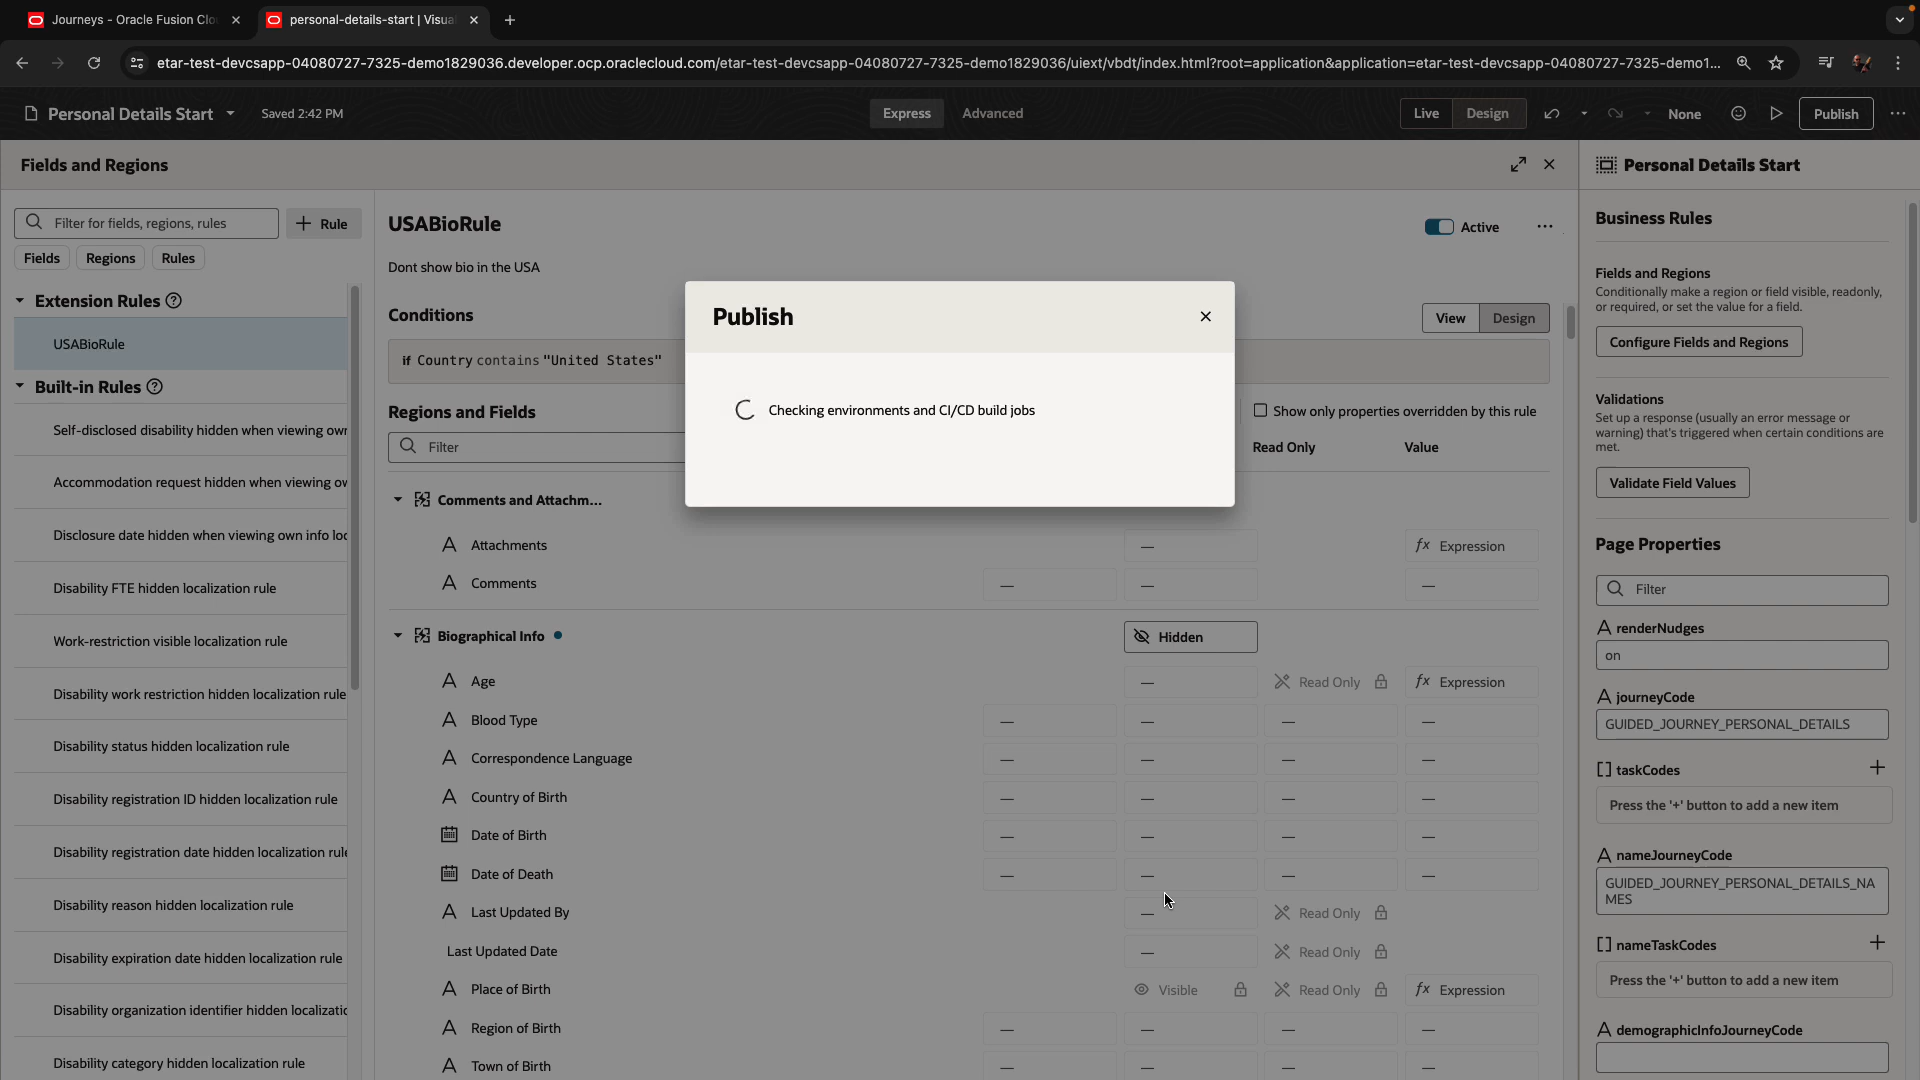 Journeys - Oracle Fusion Clo
personal-details-start | Visua
etar-test-devcsapp-04080727-7325-demo1829036.developer.ocp.oraclecloud.com/etar-test-devcsapp-04080727-7325-demo1829036/uiext/vbdt/index.html?root=application&application=etar-test-devcsapp-04080727-7325-demo1...
Personal Details Start
Saved 2:42 PM
Express
Advanced
Live
Design
None
Publish
Fields and Regions
Filter for fields, regions, rules
Rule
Fields
Regions
Rules
Extension Rules
USABioRule
Built-in Rules
Self-disclosed disability hidden when viewing own
Accommodation request hidden when viewing ow
Disclosure date hidden when viewing own info loc
Disability FTE hidden localization rule
Work-restriction visible localization rule
Disability work restriction hidden localization rule
Disability status hidden localization rule
Disability registration ID hidden localization rule
Disability registration date hidden localization rule
Disability reason hidden localization rule
Disability expiration date hidden localization rule
Disability organization identifier hidden localizatio
Disability category hidden localization rule
USABioRule
Active
Dont show bio in the USA
Conditions
View
Design
if Country contains "United States"
Regions and Fields
Show only properties overridden by this rule
Filter
Read Only
Value
Comments and Attachm...
Attachments
— fx Expression
Comments
— — —
Biographical Info
Hidden
Age
— Read Only fx Expression
Blood Type
— — — —
Correspondence Language
— — — —
Country of Birth
— — — —
Date of Birth
— — — —
Date of Death
— — — —
Last Updated By
— Read Only
Last Updated Date
— Read Only
Place of Birth
Visible Read Only fx Expression
Region of Birth
— — — —
Town of Birth
— — — —
Publish
Checking environments and CI/CD build jobs
Personal Details Start
Business Rules
Fields and Regions
Conditionally make a region or field visible, readonly,
or required, or set the value for a field.
Configure Fields and Regions
Validations
Set up a response (usually an error message or
warning) that's triggered when certain conditions are
met.
Validate Field Values
Page Properties
Filter
renderNudges
on
journeyCode
GUIDED_JOURNEY_PERSONAL_DETAILS
taskCodes
Press the '+' button to add a new item
nameJourneyCode
GUIDED_JOURNEY_PERSONAL_DETAILS_NA
MES
nameTaskCodes
Press the '+' button to add a new item
demographicInfoJourneyCode